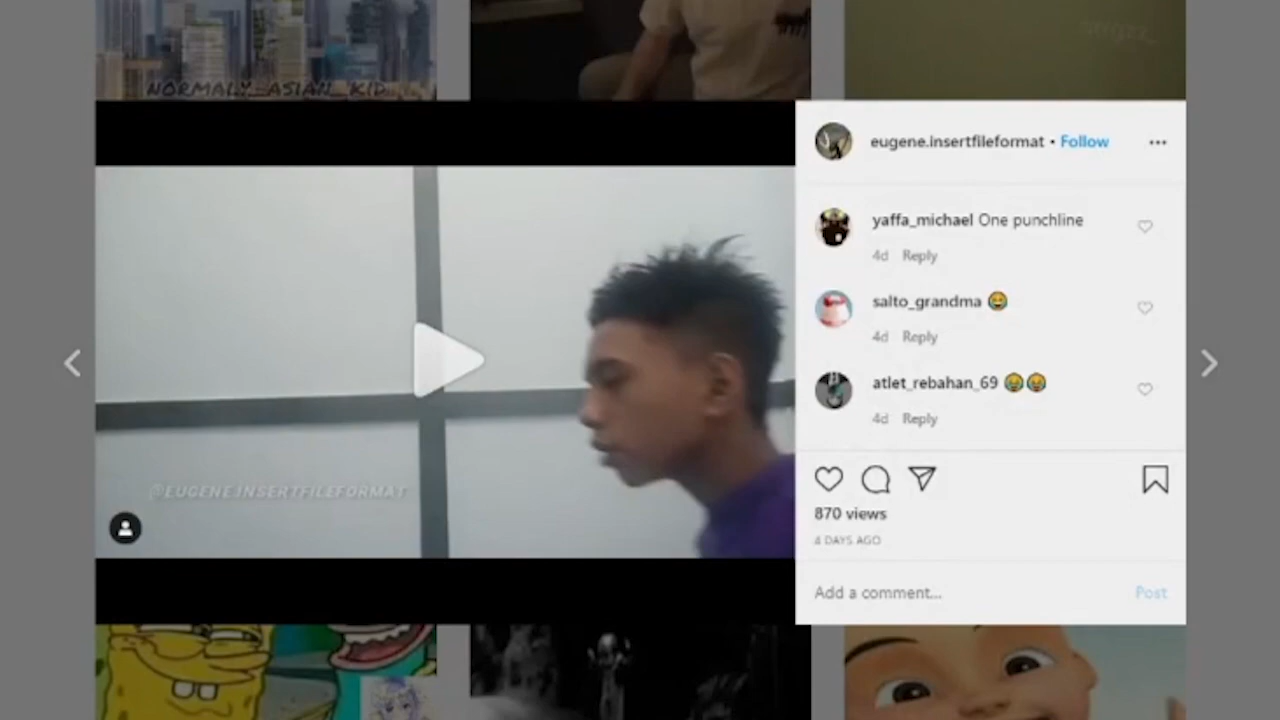 NORMALY_ASIAN_KID
eugene.insertfileformat • Follow
yaffa_michael One punchline
4d Reply
salto_grandma 😂
4d Reply
atlet_rebahan_69 😂😂
4d Reply
@EUGENE.INSERTFILEFORMAT
870 views
4 DAYS AGO
Add a comment... Post